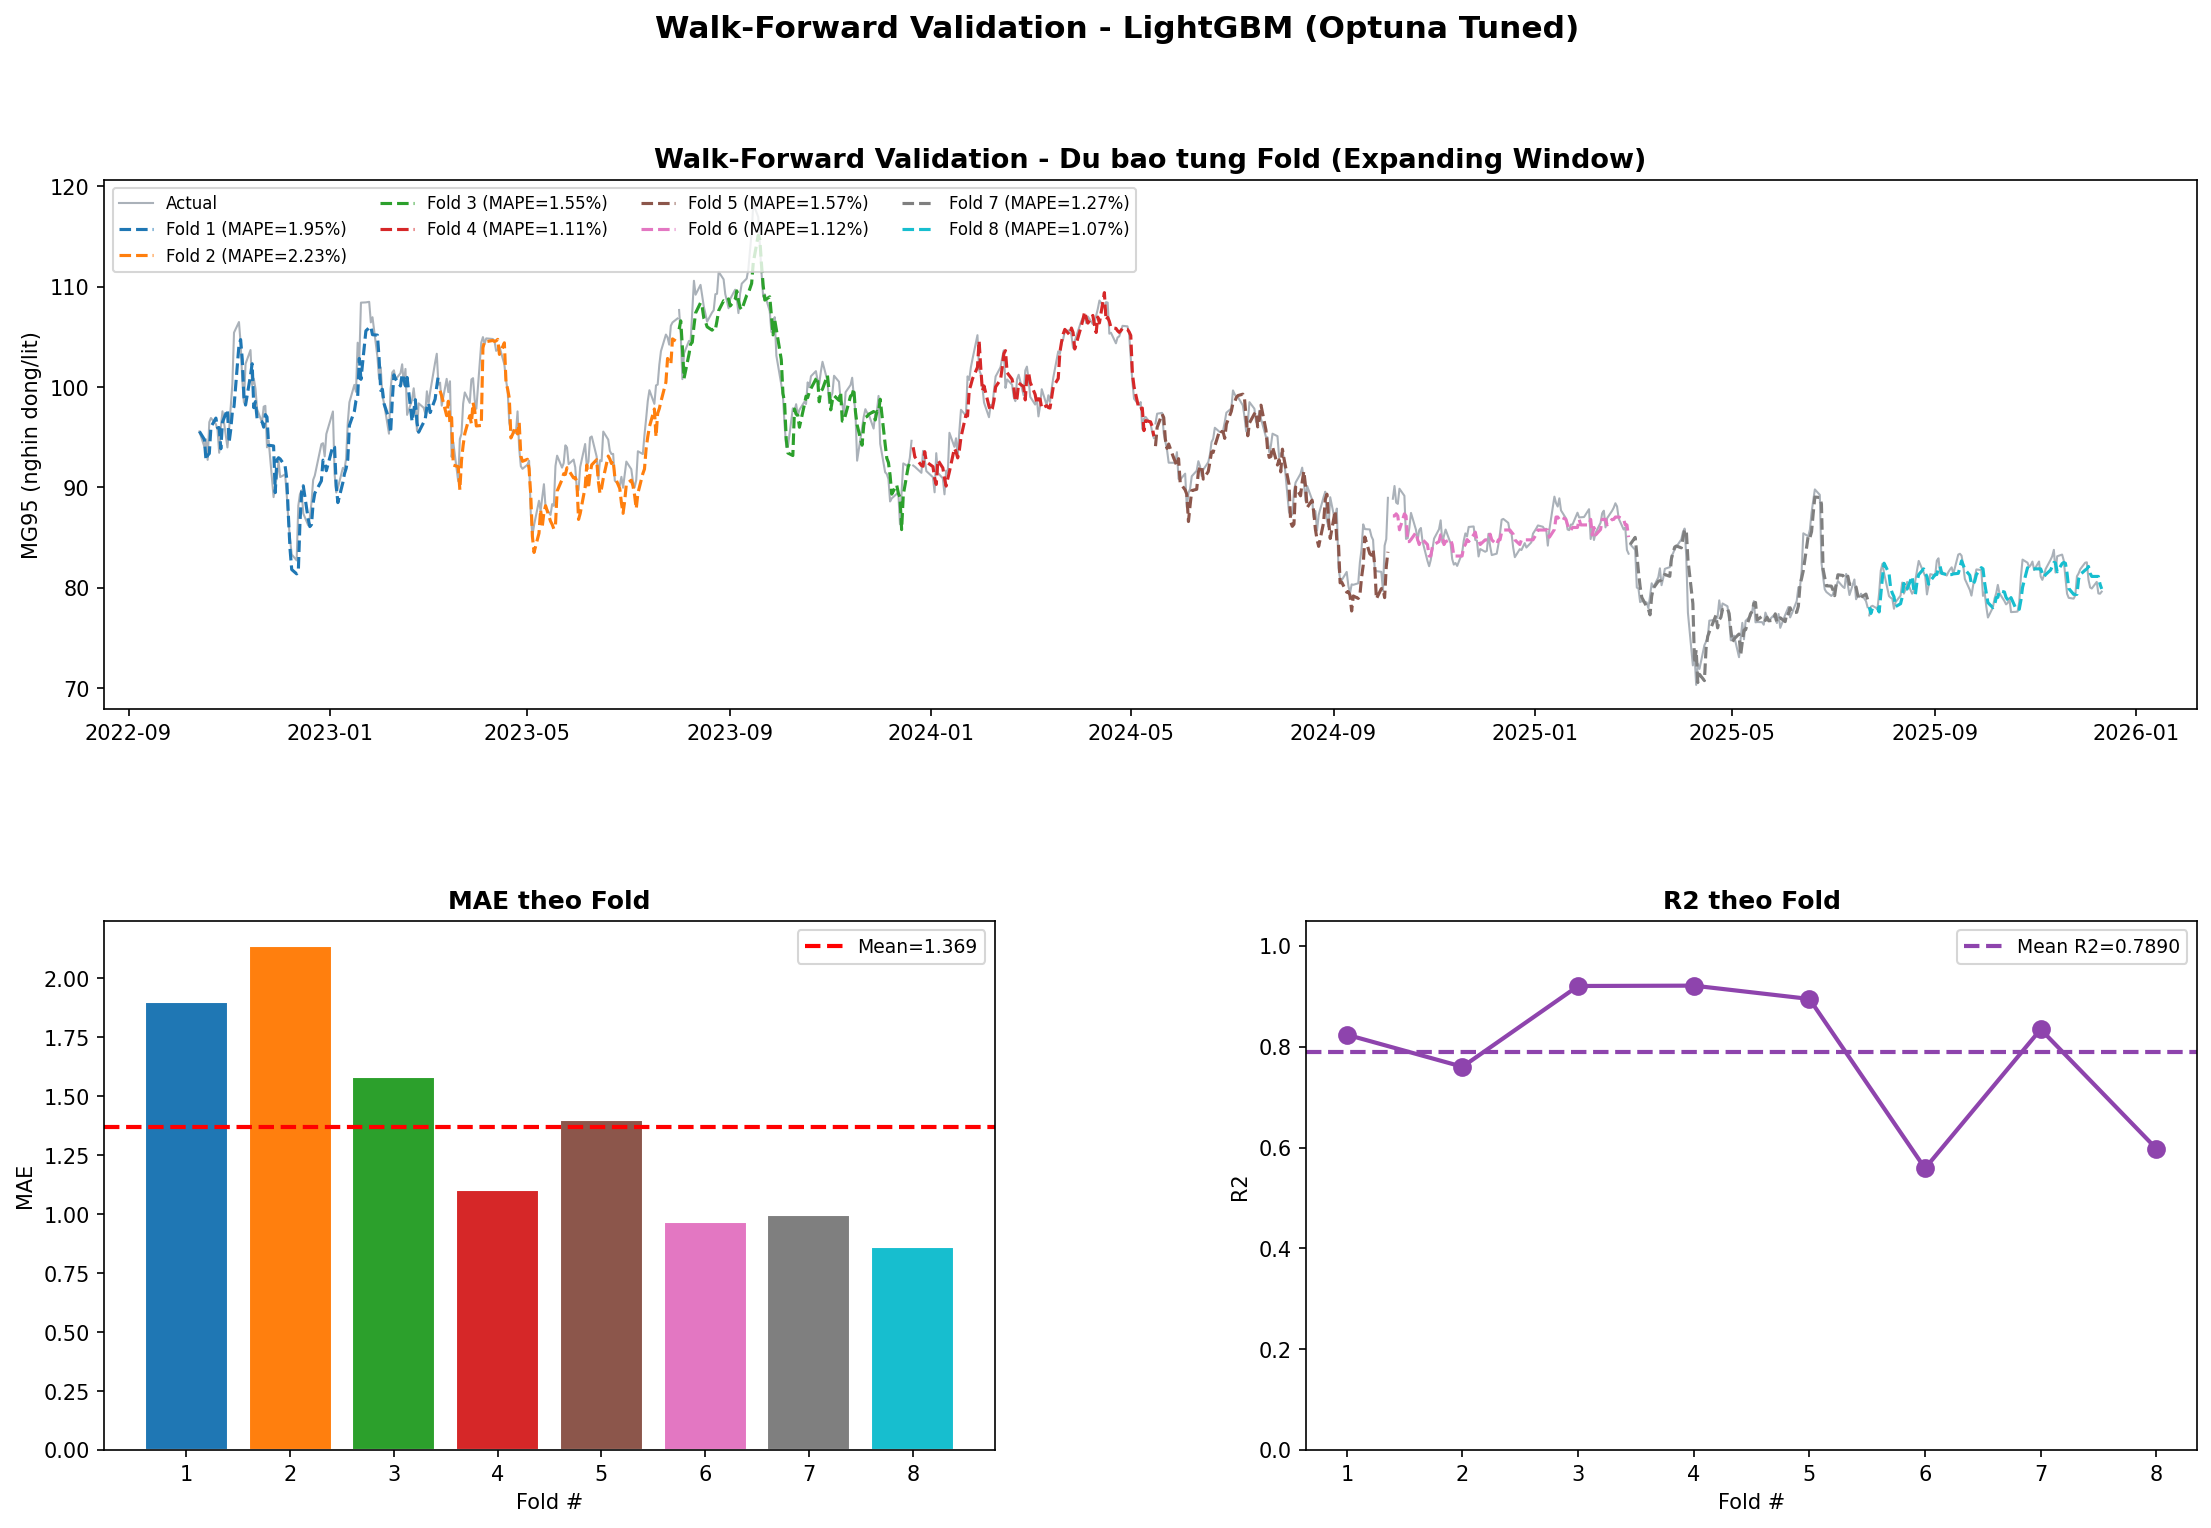 Walk-Forward Validation - LightGBM (Optuna Tuned)
Walk-Forward Validation - Du bao tung Fold (Expanding Window)
MG95 (nghin dong/lit)
120
110
100
90
80
70
Actual
Fold 1 (MAPE=1.95%)
Fold 2 (MAPE=2.23%)
Fold 3 (MAPE=1.55%)
Fold 4 (MAPE=1.11%)
Fold 5 (MAPE=1.57%)
Fold 6 (MAPE=1.12%)
Fold 7 (MAPE=1.27%)
Fold 8 (MAPE=1.07%)
2022-09 2023-01 2023-05 2023-09 2024-01 2024-05 2024-09 2025-01 2025-05 2025-09 2026-01
MAE theo Fold
MAE
2.00
1.75
1.50
1.25
1.00
0.75
0.50
0.25
0.00
Mean=1.369
1 2 3 4 5 6 7 8
Fold #
R2 theo Fold
R2
1.0
0.8
0.6
0.4
0.2
0.0
Mean R2=0.7890
1 2 3 4 5 6 7 8
Fold #